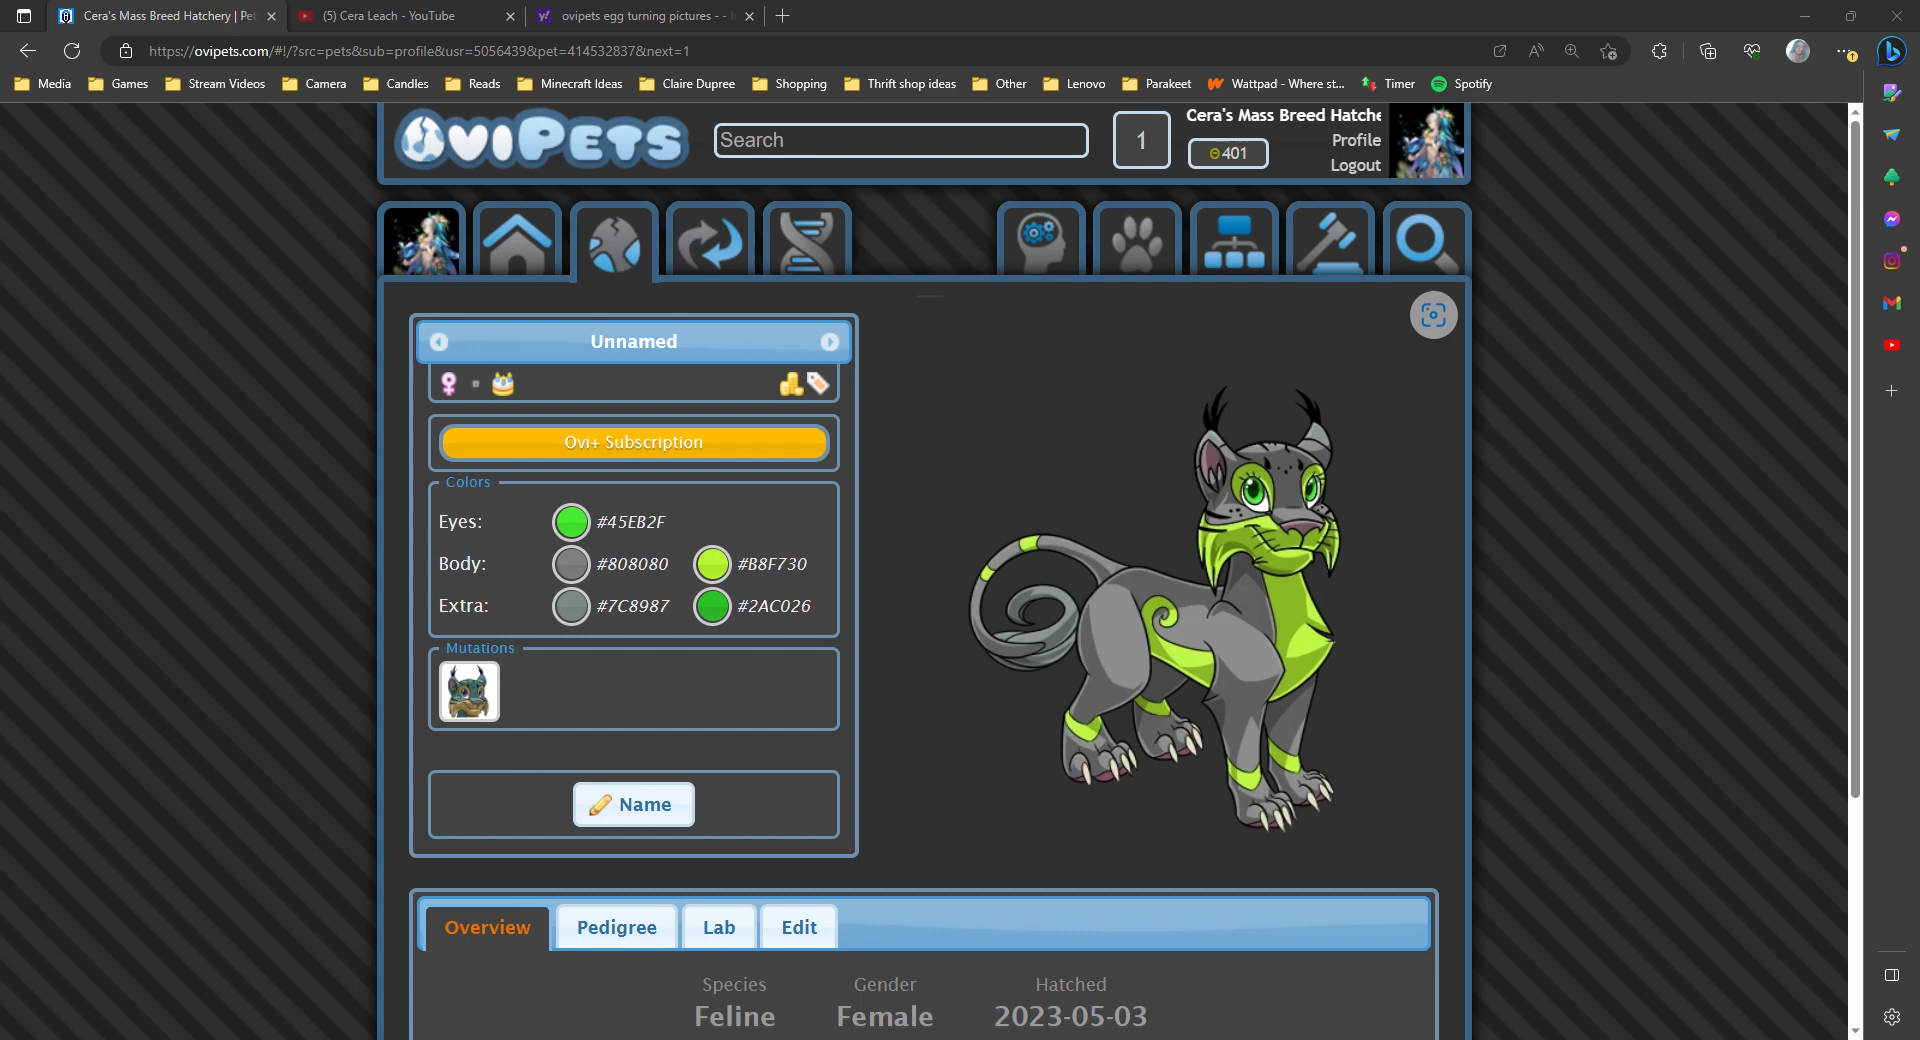 Cera's Mass Breed Hatchery | Pet
(5) Cera Leach - YouTube
ovipets egg turning pictures - -
https://ovipets.com/#!/?src=pets&sub=profile&usr=5056439&pet=414532837&next=1
Media
Games
Stream Videos
Camera
Candles
Reads
Minecraft Ideas
Claire Dupree
Shopping
Thrift shop ideas
Other
Lenovo
Parakeet
Wattpad - Where st...
Timer
Spotify
OviPets
Search
1
Cera's Mass Breed Hatche
401
Profile
Logout
Unnamed
Ovi+ Subscription
Colors
Eyes: #45EB2F
Body: #808080 #B8F730
Extra: #7C8987 #2AC026
Mutations
Name
Overview
Pedigree
Lab
Edit
Species Gender Hatched
Feline Female 2023-05-03